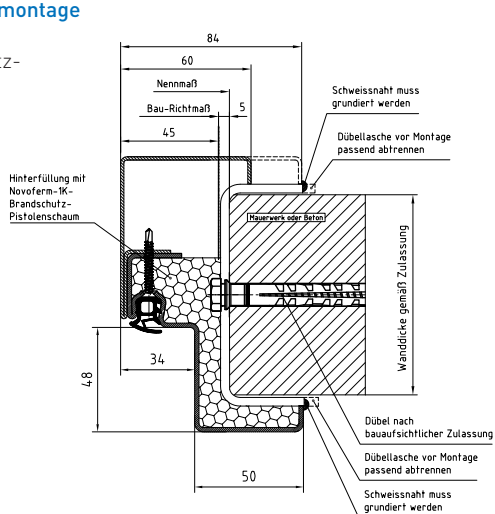 montage
tz-
84
60
Nennmaß
Bau-Richtmaß
5
45
Schweissnaht muss
grundiert werden
Dübellasche vor Montage
passend abtrennen
Hinterfüllung mit
Novoferm-1K-
Brandschutz-
Pistolenschaum
Mauerwerk oder Beton
Wanddicke gemäß Zulassung
34
48
50
Dübel nach
bauaufsichtlicher Zulassung
Dübellasche vor Montage
passend abtrennen
Schweissnaht muss
grundiert werden